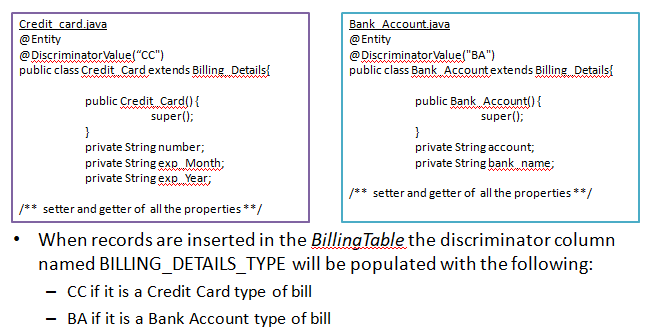 Credit_card.java
@Entity
@DiscriminatorValue(“CC")
public class Credit_Card extends Billing_Details{
public Credit_Card() {
super();
}
private String number;
private String exp_Month;
private String exp_Year;
/** setter and getter of all the properties **/
Bank_Account.java
@Entity
@DiscriminatorValue("BA")
public class Bank_Account extends Billing_Details{
public Bank_Account() {
super();
}
private String account;
private String bank_name;
/** setter and getter of all the properties **/
• When records are inserted in the BillingTable the discriminator column
named BILLING_DETAILS_TYPE will be populated with the following:
– CC if it is a Credit Card type of bill
– BA if it is a Bank Account type of bill